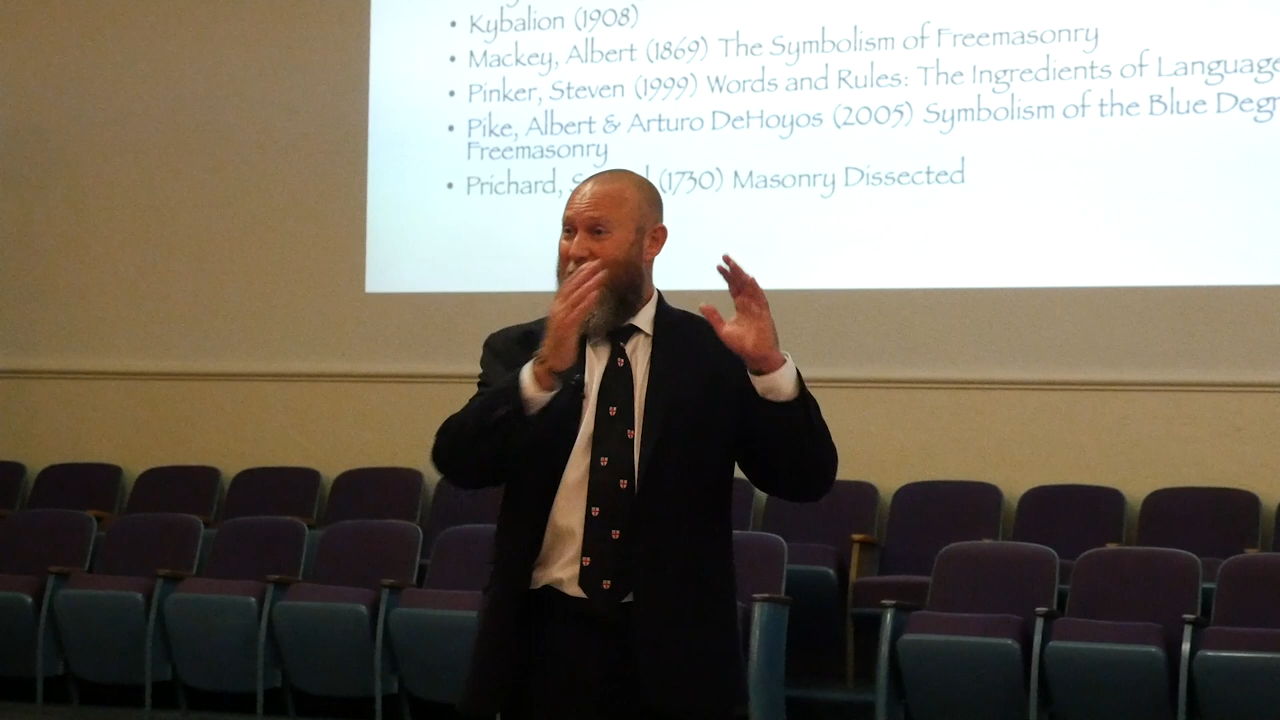 • Kybalion (1908)
• Mackey, Albert (1869) The Symbolism of Freemasonry
• Pinker, Steven (1999) Words and Rules: The Ingredients of Language
• Pike, Albert & Arturo DeHoyos (2005) Symbolism of the Blue Degr
Freemasonry
• Prichard, (1730) Masonry Dissected